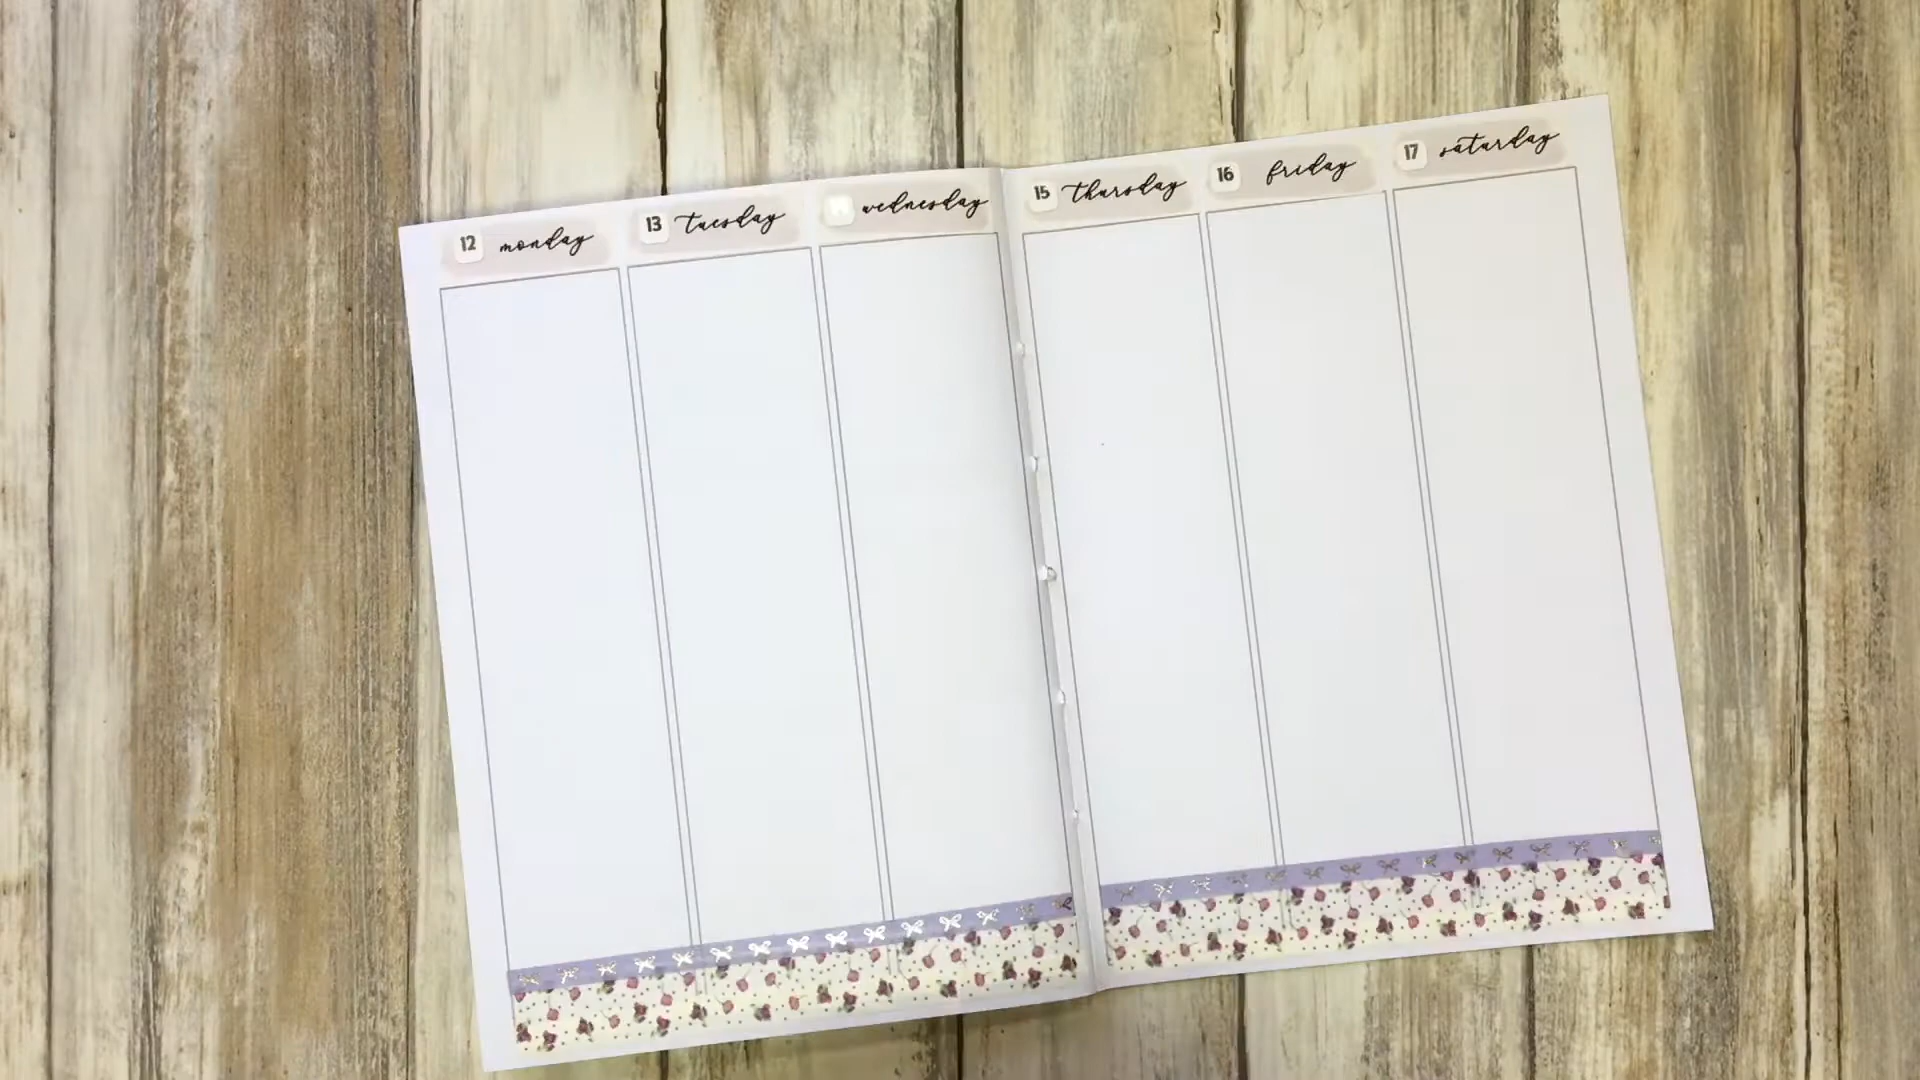 12 monday
13 tuesday
wednesday
15 thursday
16 friday
17 saturday